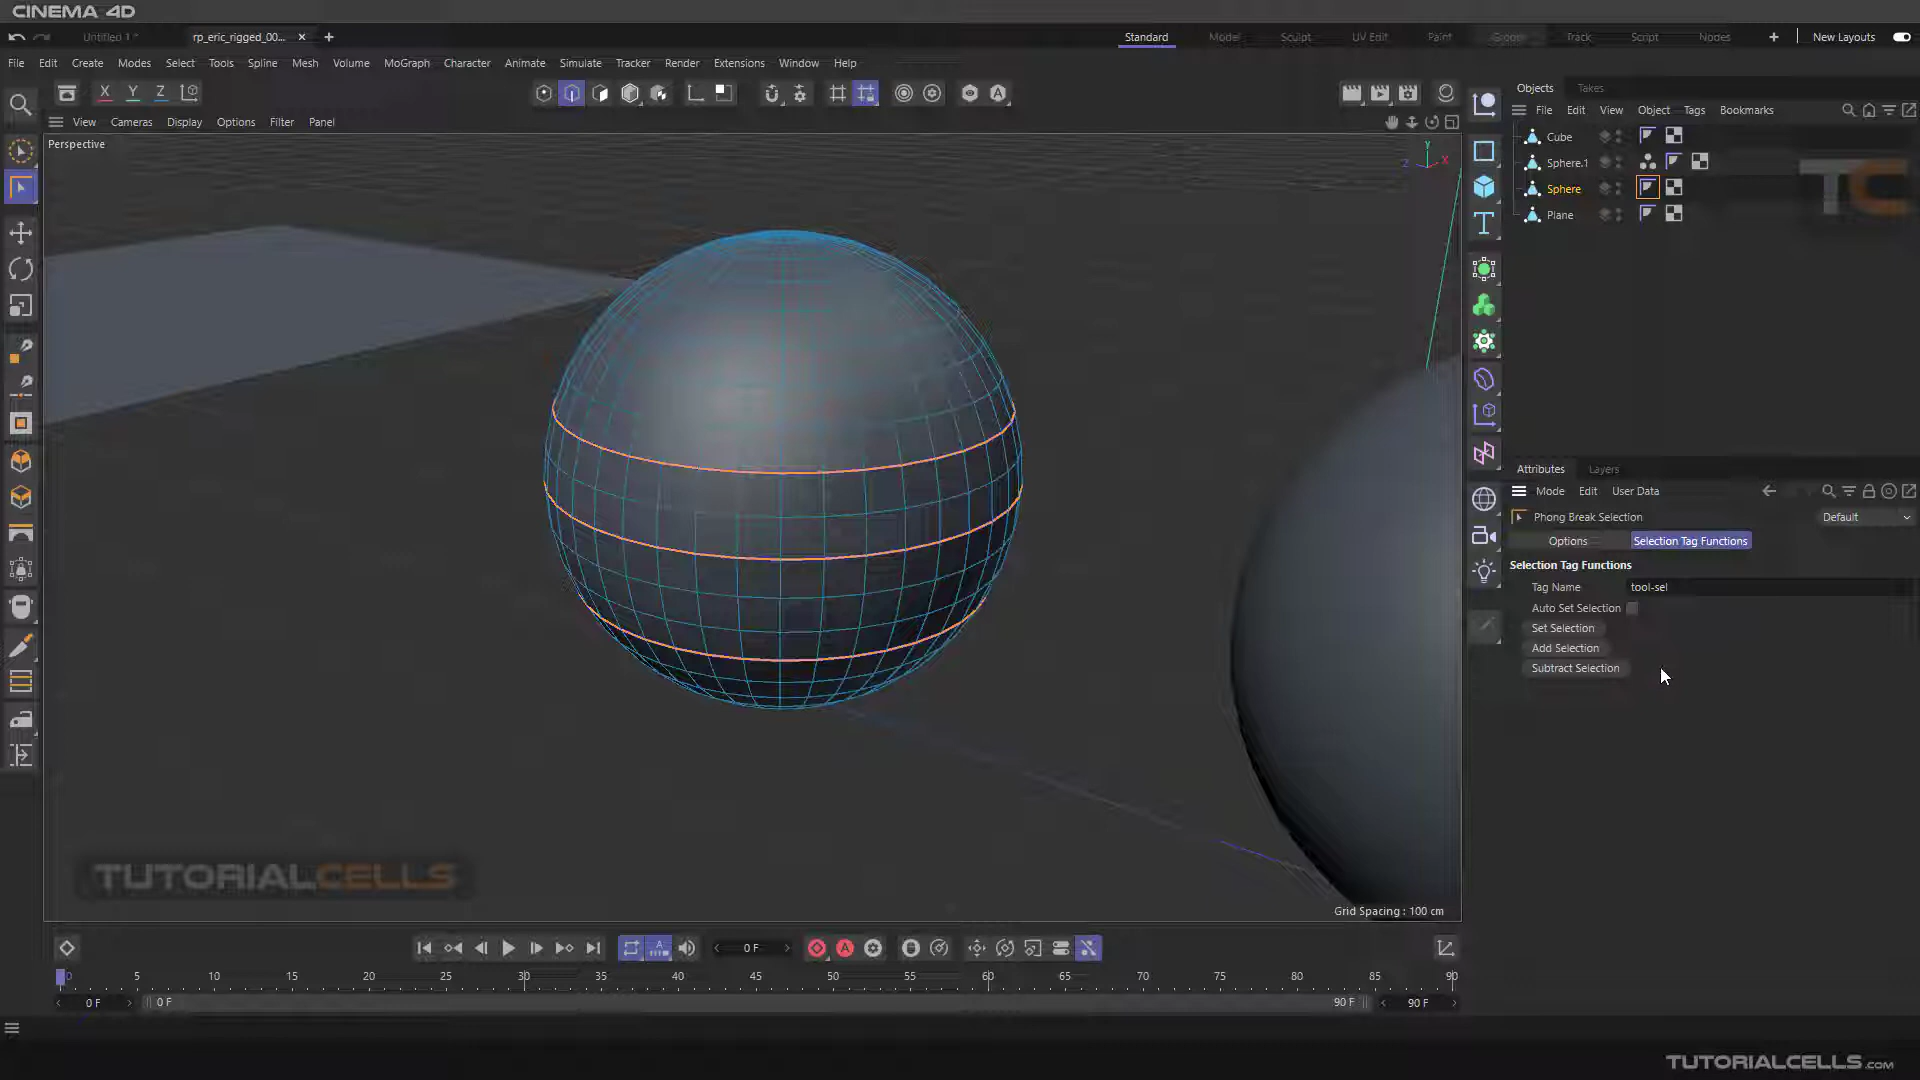 CINEMA 4D
Untitled 1 *
rp_eric_rigged_00...
Standard
Model
Sculpt
UV Edit
Paint
Groom
Track
Script
Nodes
New Layouts
File Edit Create Modes Select Tools Spline Mesh Volume MoGraph Character Animate Simulate Tracker Render Extensions Window Help
X Y Z
View Cameras Display Options Filter Panel
Perspective
Y
Z X
Grid Spacing : 100 cm
TUTORIALCELLS
Objects Takes
File Edit View Object Tags Bookmarks
Cube
Sphere.1
Sphere
Plane
TC
Attributes Layers
Mode Edit User Data
Phong Break Selection
Default
Options
Selection Tag Functions
Selection Tag Functions
Tag Name tool-sel
Auto Set Selection
Set Selection
Add Selection
Subtract Selection
0 F
0 5 10 15 20 25 30 35 40 45 50 55 60 65 70 75 80 85 90
0 F
0 F
90 F
90 F
TUTORIALCELLS.COM